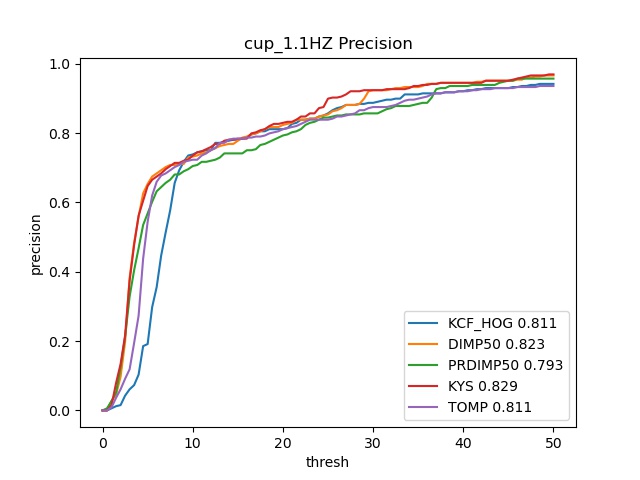 cup_1.1HZ Precision
1.0
0.8
0.6
0.4
0.2
0.0
precision
0 10 20 30 40 50
thresh
KCF_HOG 0.811
DIMP50 0.823
PRDIMP50 0.793
KYS 0.829
TOMP 0.811